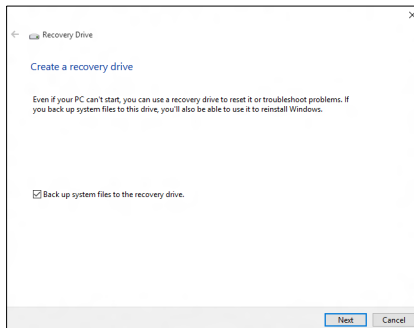 Recovery Drive
Create a recovery drive
Even if your PC can't start, you can use a recovery drive to reset it or troubleshoot problems. If
you back up system files to this drive, you'll also be able to use it to reinstall Windows.
Back up system files to the recovery drive.
Next Cancel